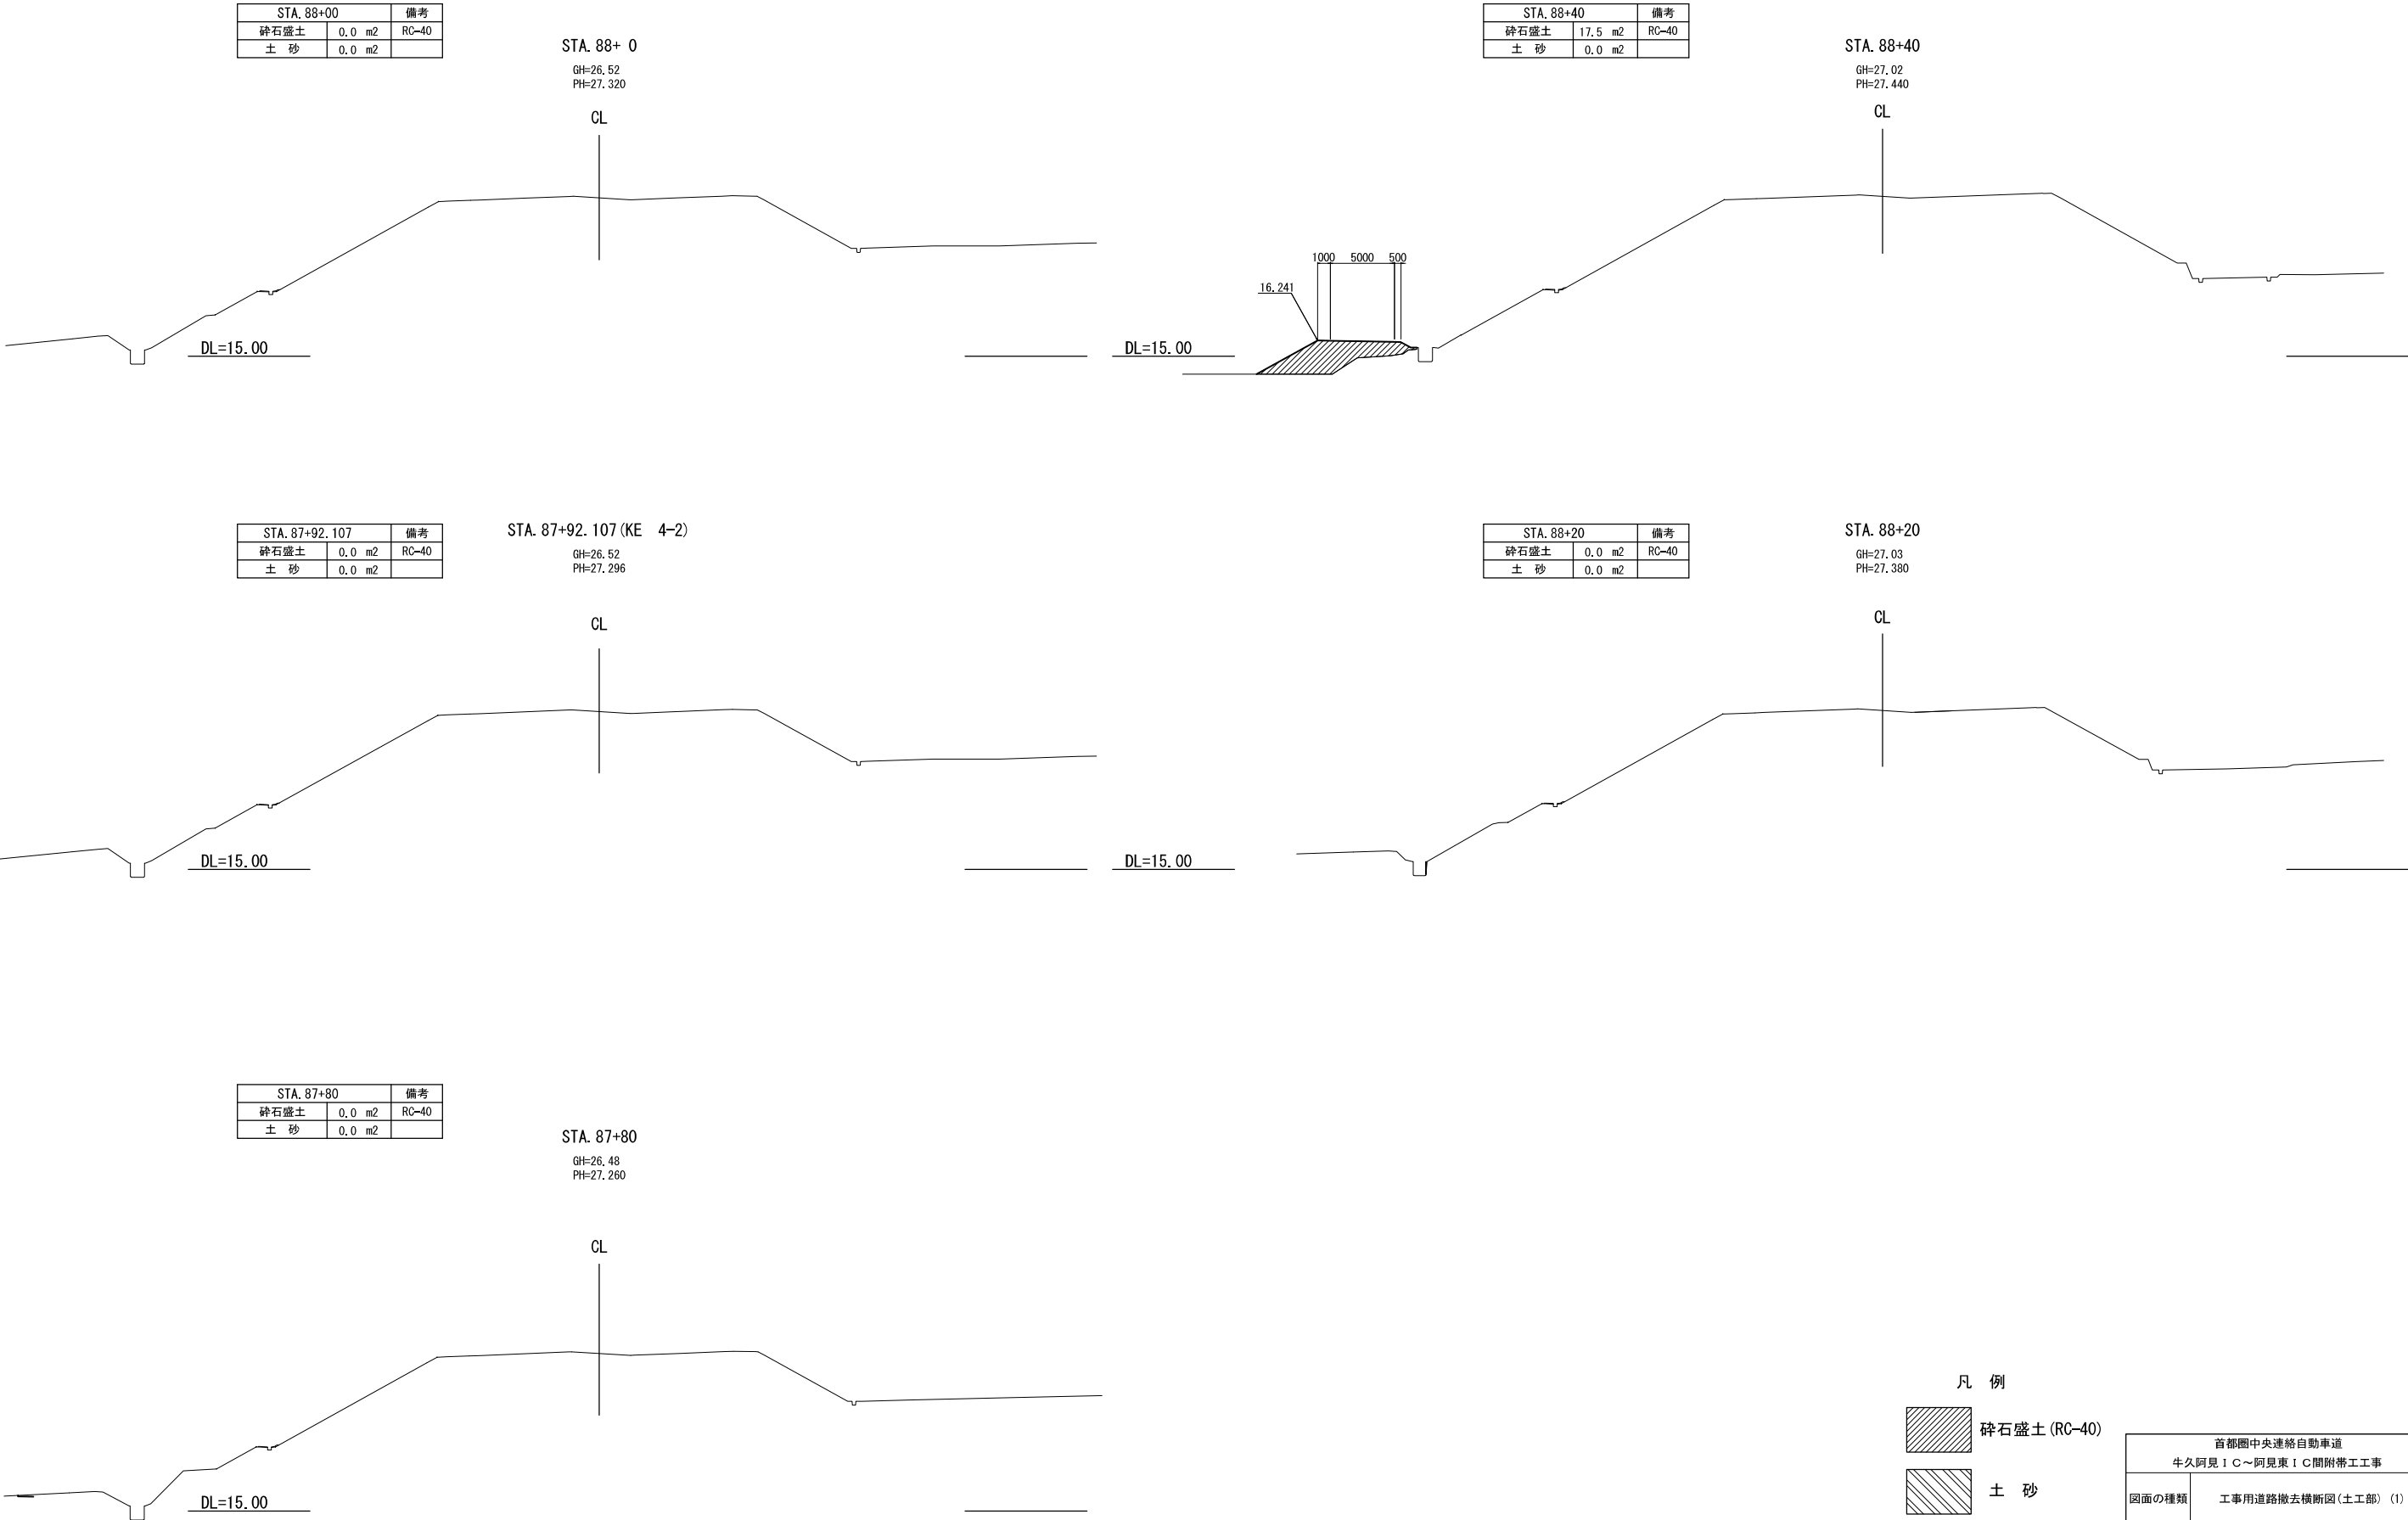 STA.88+00 備考
砕石盛土 0.0 m2 RC-40
土 砂 0.0 m2
STA.88+ 0
GH=26.52
PH=27.320
CL
DL=15.00
STA.88+40 備考
砕石盛土 17.5 m2 RC-40
土 砂 0.0 m2
STA.88+40
GH=27.02
PH=27.440
CL
1000 5000 500
16.241
DL=15.00
STA.87+92.107 備考
砕石盛土 0.0 m2 RC-40
土 砂 0.0 m2
STA.87+92.107(KE 4-2)
GH=26.52
PH=27.296
CL
DL=15.00
STA.88+20 備考
砕石盛土 0.0 m2 RC-40
土 砂 0.0 m2
STA.88+20
GH=27.03
PH=27.380
CL
DL=15.00
STA.87+80 備考
砕石盛土 0.0 m2 RC-40
土 砂 0.0 m2
STA.87+80
GH=26.48
PH=27.260
CL
DL=15.00
凡 例
砕石盛土(RC-40)
土 砂
首都圏中央連絡自動車道
牛久阿見IC~阿見東IC間附帯工工事
図面の種類 工事用道路撤去横断図(土工部)(1)